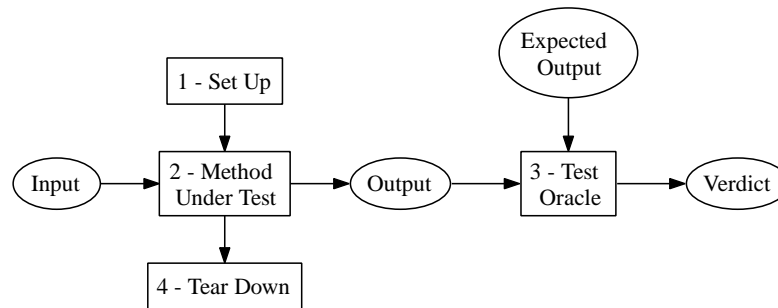 Expected
Output
1 - Set Up
Input
2 - Method
Under Test
Output
3 - Test
Oracle
Verdict
4 - Tear Down